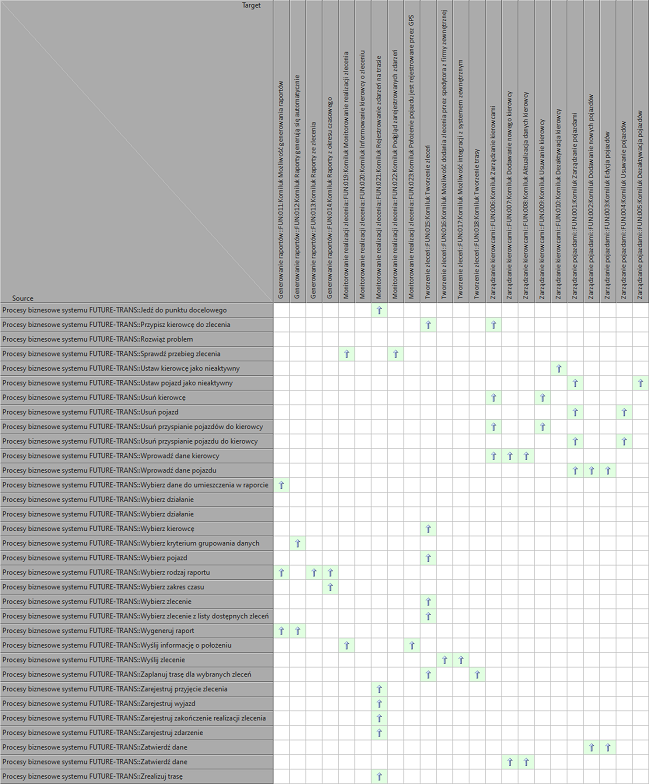 Target
Source
Generowanie raportów::FUN:011:Komiluk Możliwość generowania raportów
Generowanie raportów::FUN:012:Komiluk Raporty generują się automatycznie
Generowanie raportów::FUN:013:Komiluk Raporty ze zlecenia
Generowanie raportów::FUN:014:Komiluk Raporty z okresu czasowego
Monitorowanie realizacji zlecenia::FUN:019:Komiluk Monitorowanie realizacji zlecenia
Monitorowanie realizacji zlecenia::FUN:020:Komiluk Informowanie kierowcy o zleceniu
Monitorowanie realizacji zlecenia::FUN:021:Komiluk Rejestrowanie zdarzeń na trasie
Monitorowanie realizacji zlecenia::FUN:022:Komiluk Podgląd zarejestrowanych zdarzeń
Monitorowanie realizacji zlecenia::FUN:023:Komiluk Położenie pojazdu jest rejestrowane przez GPS
Tworzenie zleceń::FUN:015:Komiluk Tworzenie zleceń
Tworzenie zleceń::FUN:016:Komiluk Możliwość dodania zlecenia przez spedytora z firmy zewnętrznej
Tworzenie zleceń::FUN:017:Komiluk Możliwość integracji z systemem zewnętrznym
Tworzenie zleceń::FUN:018:Komiluk Tworzenie trasy
Zarządzanie kierowcami::FUN:006:Komiluk Zarządzanie kierowcami
Zarządzanie kierowcami::FUN:007:Komiluk Dodawanie nowego kierowcy
Zarządzanie kierowcami::FUN:008:Komiluk Aktualizacja danych kierowcy
Zarządzanie kierowcami::FUN:009:Komiluk Usuwanie kierowcy
Zarządzanie kierowcami::FUN:010:Komiluk Deraktywacja kierowcy
Zarządzanie pojazdami::FUN:001:Komiluk Zarządzanie pojazdami
Zarządzanie pojazdami::FUN:002:Komiluk Dodawanie nowych pojazdów
Zarządzanie pojazdami::FUN:003:Komiluk Edycja pojazdów
Zarządzanie pojazdami::FUN:004:Komiluk Usuwanie pojazdów
Zarządzanie pojazdami::FUN:005:Komiluk Deraktywacja pojazdów
Procesy biznesowe systemu FUTURE-TRANS::Jedź do punktu docelowego
Procesy biznesowe systemu FUTURE-TRANS::Przypisz kierowcę do zlecenia
Procesy biznesowe systemu FUTURE-TRANS::Rozwiąż problem
Procesy biznesowe systemu FUTURE-TRANS::Sprawdź przebieg zlecenia
Procesy biznesowe systemu FUTURE-TRANS::Ustaw kierowcę jako nieaktywny
Procesy biznesowe systemu FUTURE-TRANS::Ustaw pojazd jako nieaktywny
Procesy biznesowe systemu FUTURE-TRANS::Usuń kierowcę
Procesy biznesowe systemu FUTURE-TRANS::Usuń pojazd
Procesy biznesowe systemu FUTURE-TRANS::Usuń przyspianie pojazdów do kierowcy
Procesy biznesowe systemu FUTURE-TRANS::Usuń przyspianie pojazdu do kierowcy
Procesy biznesowe systemu FUTURE-TRANS::Wprowadź dane kierowcy
Procesy biznesowe systemu FUTURE-TRANS::Wprowadź dane pojazdu
Procesy biznesowe systemu FUTURE-TRANS::Wybierz dane do umieszczenia w raporcie
Procesy biznesowe systemu FUTURE-TRANS::Wybierz działanie
Procesy biznesowe systemu FUTURE-TRANS::Wybierz działanie
Procesy biznesowe systemu FUTURE-TRANS::Wybierz kierowcę
Procesy biznesowe systemu FUTURE-TRANS::Wybierz kryterium grupowania danych
Procesy biznesowe systemu FUTURE-TRANS::Wybierz pojazd
Procesy biznesowe systemu FUTURE-TRANS::Wybierz rodzaj raportu
Procesy biznesowe systemu FUTURE-TRANS::Wybierz zakres czasu
Procesy biznesowe systemu FUTURE-TRANS::Wybierz zlecenie
Procesy biznesowe systemu FUTURE-TRANS::Wybierz zlecenie z listy dostępnych zleceń
Procesy biznesowe systemu FUTURE-TRANS::Wygeneruj raport
Procesy biznesowe systemu FUTURE-TRANS::Wyślij informację o położeniu
Procesy biznesowe systemu FUTURE-TRANS::Wyślij zlecenie
Procesy biznesowe systemu FUTURE-TRANS::Zaplanuj trasę dla wybranych zleceń
Procesy biznesowe systemu FUTURE-TRANS::Zarejestruj przyjęcie zlecenia
Procesy biznesowe systemu FUTURE-TRANS::Zarejestruj wyjazd
Procesy biznesowe systemu FUTURE-TRANS::Zarejestruj zakończenie realizacji zlecenia
Procesy biznesowe systemu FUTURE-TRANS::Zarejestruj zdarzenie
Procesy biznesowe systemu FUTURE-TRANS::Zatwierdź dane
Procesy biznesowe systemu FUTURE-TRANS::Zatwierdź dane
Procesy biznesowe systemu FUTURE-TRANS::Zrealizuj trasę